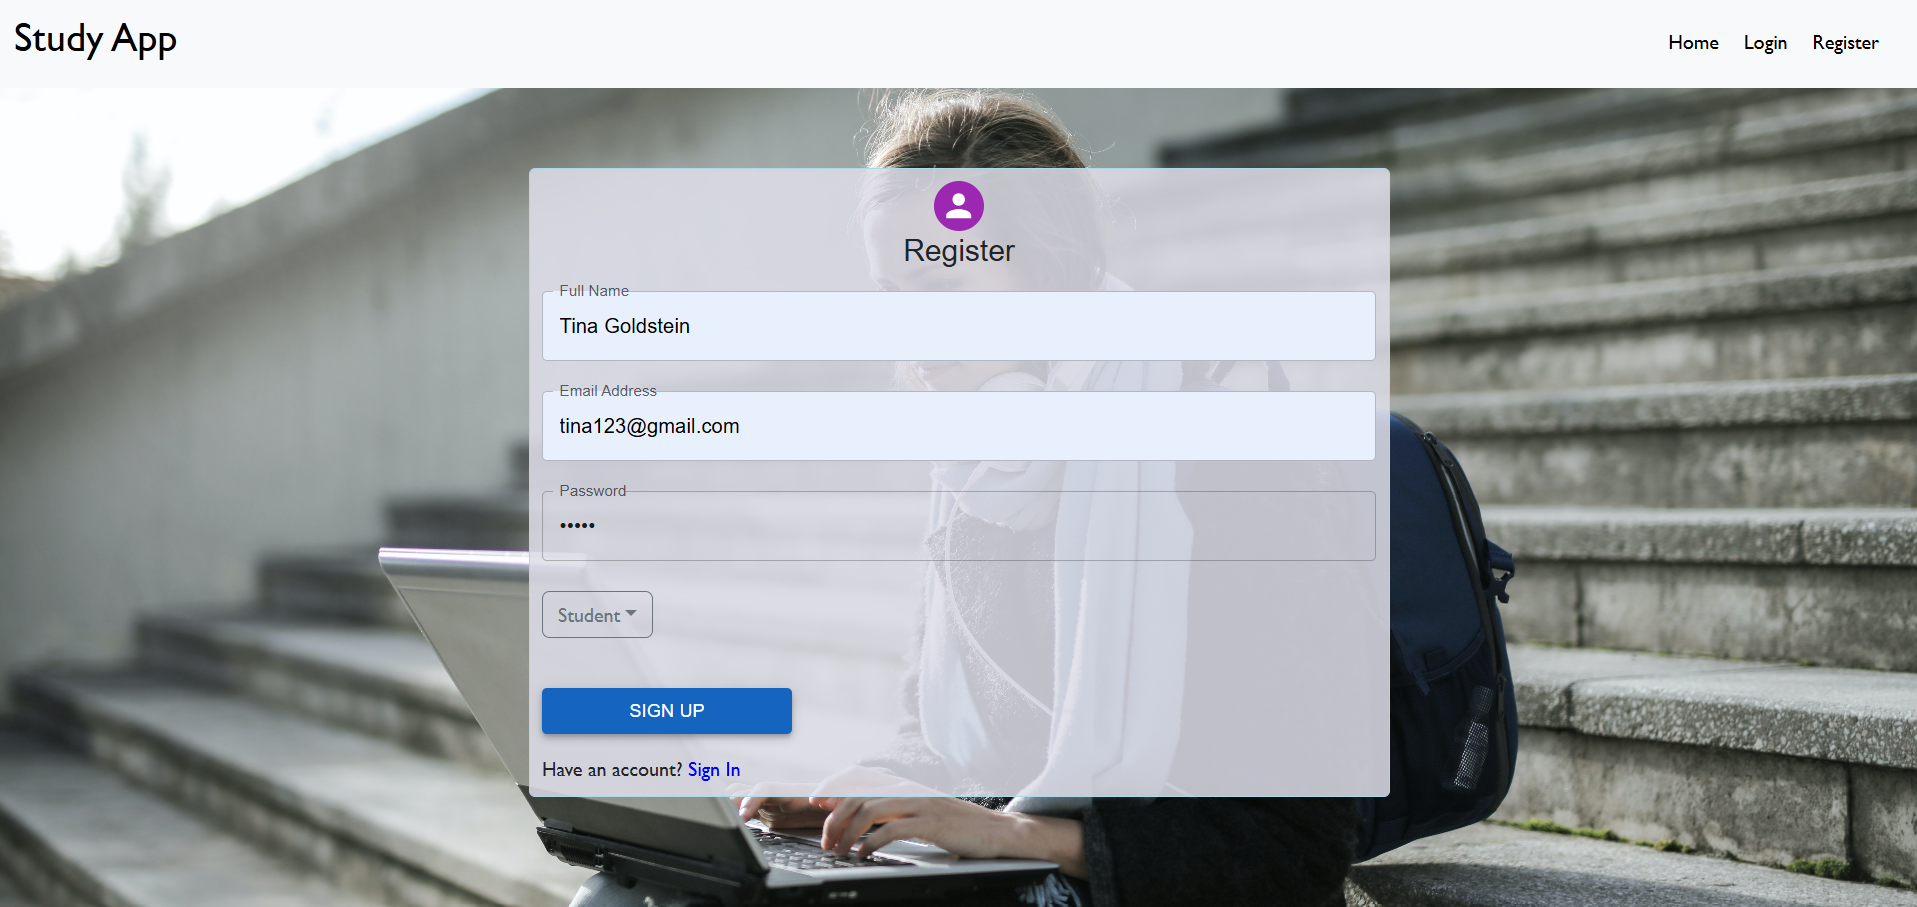 Study App
Home Login Register
Register
Full Name
Tina Goldstein
Email Address
tina123@gmail.com
Password
•••••
Student
SIGN UP
Have an account? Sign In